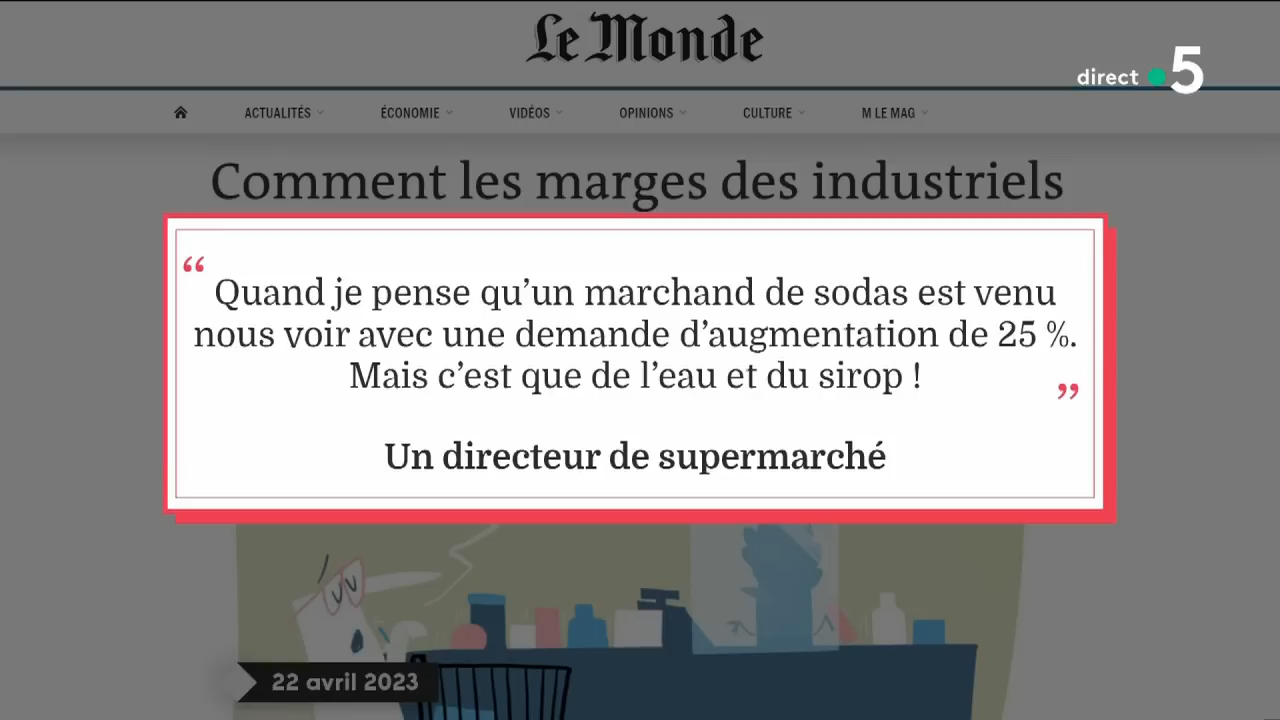 Le Monde
direct 5
ACTUALITÉS ÉCONOMIE VIDÉOS OPINIONS CULTURE M LE MAG
Comment les marges des industriels
“
Quand je pense qu’un marchand de sodas est venu
nous voir avec une demande d’augmentation de 25 %.
Mais c’est que de l’eau et du sirop !
”
Un directeur de supermarché
22 avril 2023